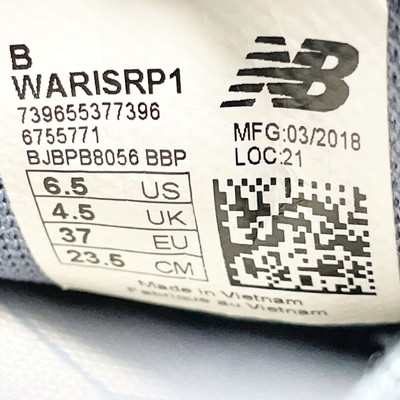 B
WARISRP1
739655377396
6755771
BJBPB8056 BBP
NB
MFG:03/2018
LOC:21
6.5 US
4.5 UK
37 EU
23.5 CM
Made in Vietnam
Fabrique au Vietnam